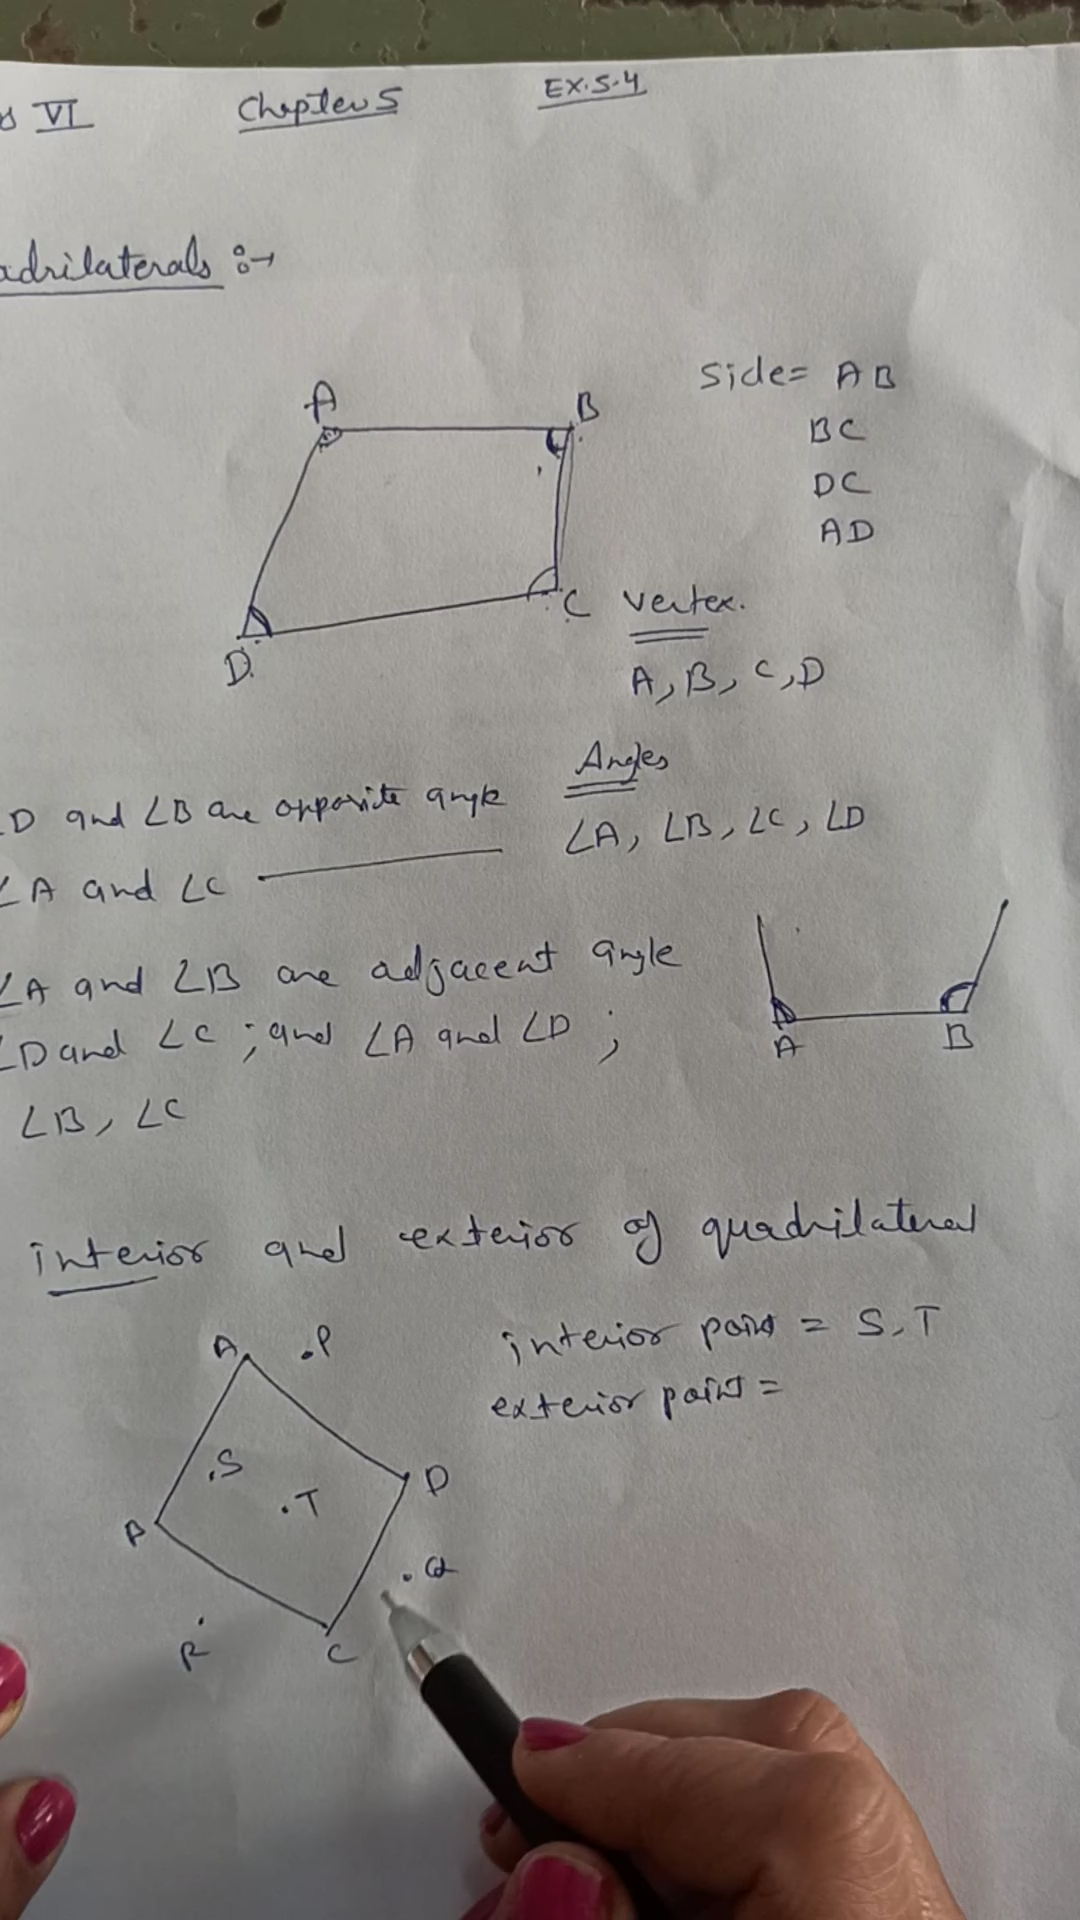 VI Chapter 5 EX.5.4
adrilaterals :→
A
B
C
D
Side= AB
BC
DC
AD
Vertex.
A, B, C, D
Angles
∠A, ∠B, ∠C, ∠D
∠D and ∠B are opposite angle
∠A and ∠C
∠A and ∠B are adjacent angle
∠D and ∠C ; and ∠A and ∠D ;
∠B, ∠C
A
B
interior and exterior of quadrilateral
A
.P
.S
.T
D
B
.Q
R
C
interior point = S, T
exterior point =